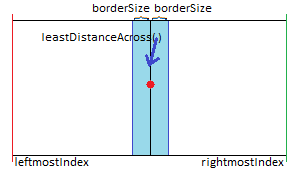 borderSize borderSize
leastDistanceAcross()
leftmostIndex rightmostIndex